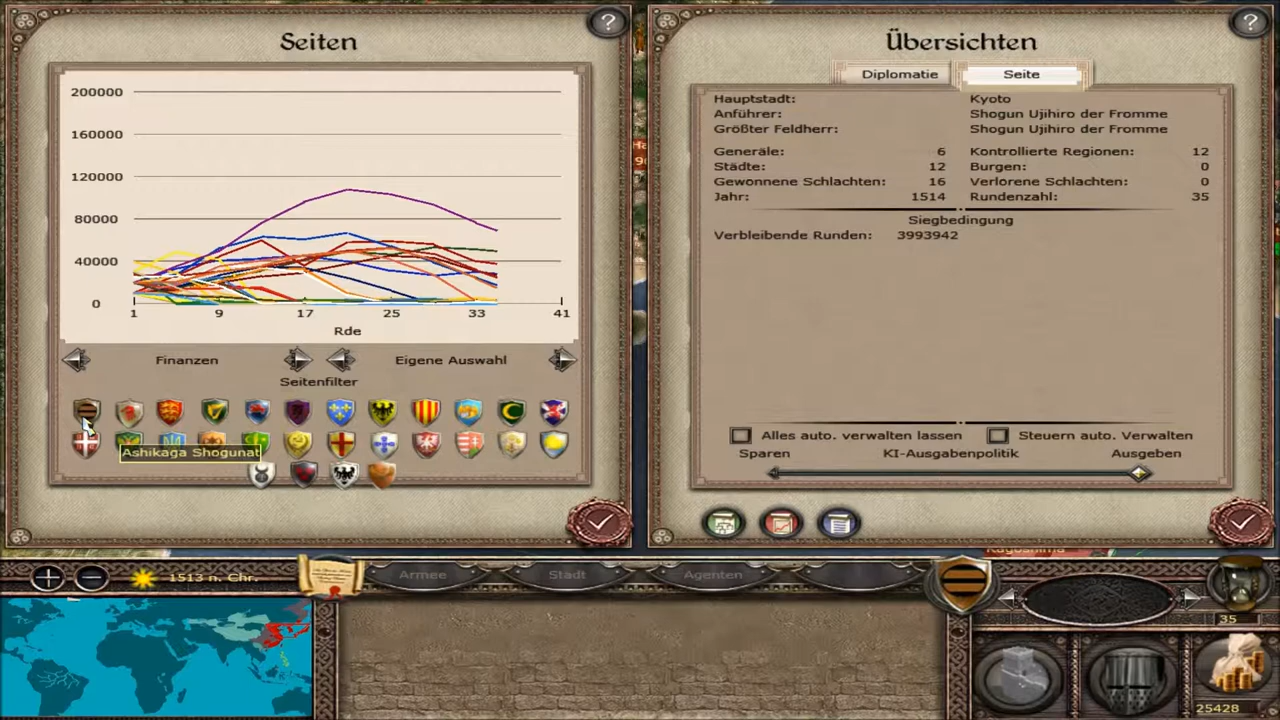 Seiten
?
200000
160000
120000
80000
40000
0
1 9 17 25 33 41
Rde
Finanzen Eigene Auswahl
Seitenfilter
Ashikaga Shogunat
Übersichten
?
Diplomatie Seite
Hauptstadt: Kyoto
Anführer: Shogun Ujihiro der Fromme
Größter Feldherr: Shogun Ujihiro der Fromme
Generäle: 6 Kontrollierte Regionen: 12
Städte: 12 Burgen: 0
Gewonnene Schlachten: 16 Verlorene Schlachten: 0
Jahr: 1514 Rundenzahl: 35
Siegbedingung
Verbleibende Runden: 3993942
Alles auto. verwalten lassen Steuern auto. Verwalten
Sparen KI-Ausgabenpolitik Ausgeben
Kagoshima
1513 n. Chr.
Armee Stadt Agenten
35
25428